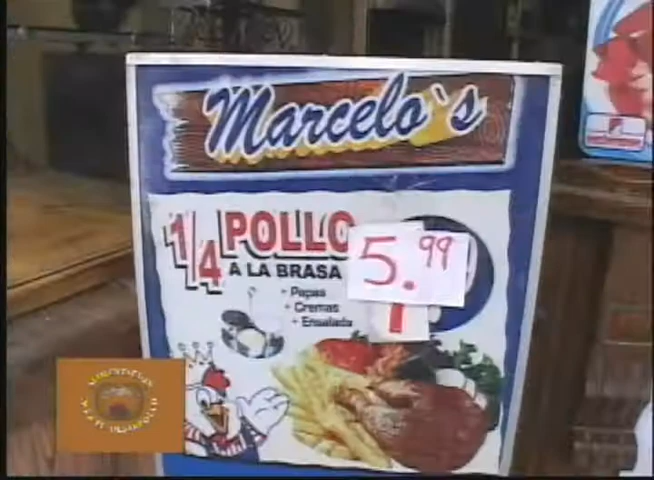 Marcelo`s
1/4 POLLO
A LA BRASA
5.99
• Papas
• Cremas
• Ensalada